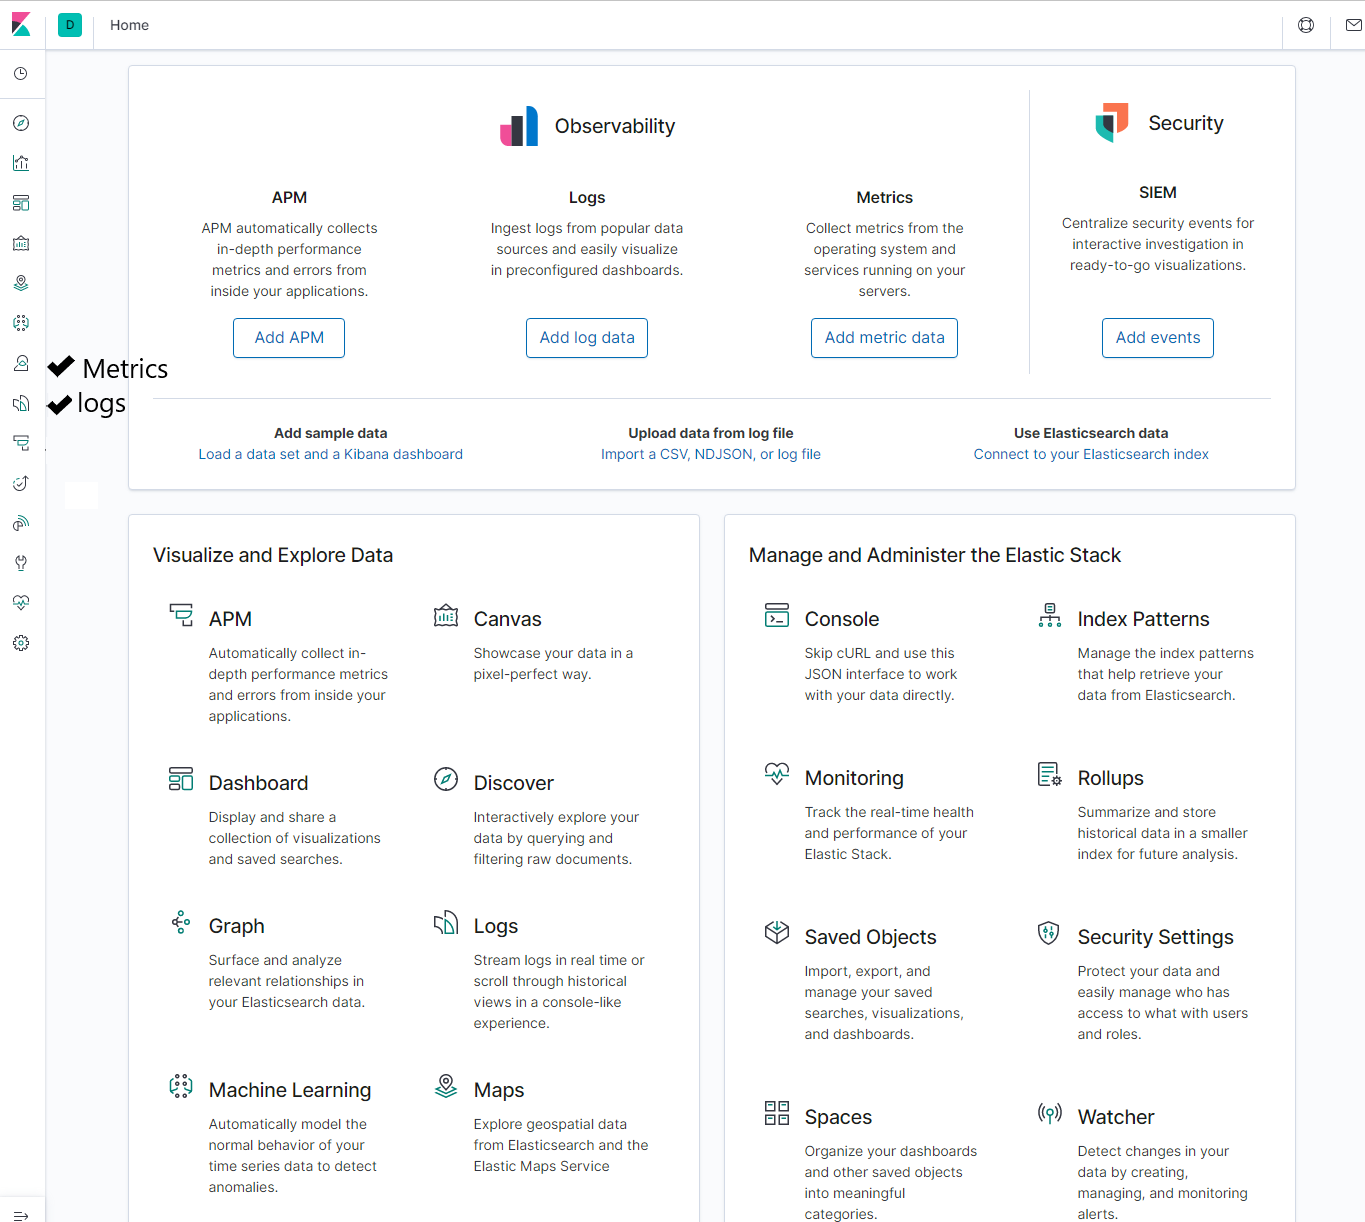 D Home
Observability
Security
APM
APM automatically collects
in-depth performance
metrics and errors from
inside your applications.
Add APM
Logs
Ingest logs from popular data
sources and easily visualize
in preconfigured dashboards.
Add log data
Metrics
Collect metrics from the
operating system and
services running on your
servers.
Add metric data
SIEM
Centralize security events for
interactive investigation in
ready-to-go visualizations.
Add events
Metrics
logs
Add sample data
Load a data set and a Kibana dashboard
Upload data from log file
Import a CSV, NDJSON, or log file
Use Elasticsearch data
Connect to your Elasticsearch index
Visualize and Explore Data
APM
Automatically collect in-
depth performance metrics
and errors from inside your
applications.
Canvas
Showcase your data in a
pixel-perfect way.
Dashboard
Display and share a
collection of visualizations
and saved searches.
Discover
Interactively explore your
data by querying and
filtering raw documents.
Graph
Surface and analyze
relevant relationships in
your Elasticsearch data.
Logs
Stream logs in real time or
scroll through historical
views in a console-like
experience.
Machine Learning
Automatically model the
normal behavior of your
time series data to detect
anomalies.
Maps
Explore geospatial data
from Elasticsearch and the
Elastic Maps Service
Manage and Administer the Elastic Stack
Console
Skip cURL and use this
JSON interface to work
with your data directly.
Index Patterns
Manage the index patterns
that help retrieve your
data from Elasticsearch.
Monitoring
Track the real-time health
and performance of your
Elastic Stack.
Rollups
Summarize and store
historical data in a smaller
index for future analysis.
Saved Objects
Import, export, and
manage your saved
searches, visualizations,
and dashboards.
Security Settings
Protect your data and
easily manage who has
access to what with users
and roles.
Spaces
Organize your dashboards
and other saved objects
into meaningful
categories.
Watcher
Detect changes in your
data by creating,
managing, and monitoring
alerts.